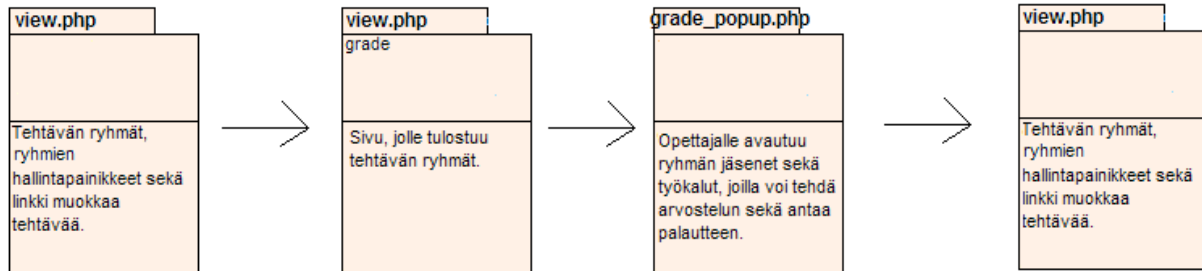 view.php
Tehtävän ryhmät,
ryhmien
hallintapainikkeet sekä
linkki muokkaa
tehtävää.
view.php
grade
Sivu, jolle tulostuu
tehtävän ryhmät.
grade_popup.php
Opettajalle avautuu
ryhmän jäsenet sekä
työkalut, joilla voi tehdä
arvostelun sekä antaa
palautteen.
view.php
Tehtävän ryhmät,
ryhmien
hallintapainikkeet sekä
linkki muokkaa
tehtävää.